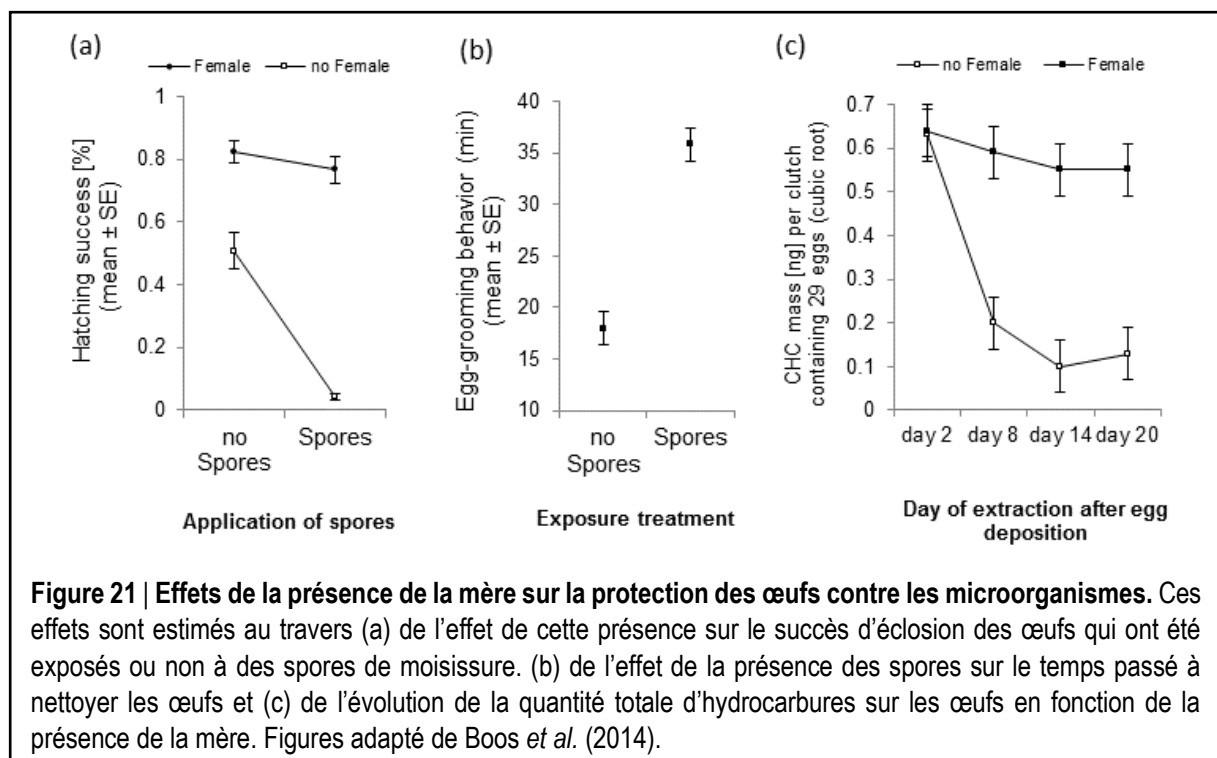 (a)
Female no Female
Hatching success [%]
(mean ± SE)
1
0.8
0.6
0.4
0.2
0
no
Spores
Spores
Application of spores
(b)
Egg-grooming behavior (min)
(mean ± SE)
40
35
30
25
20
15
10
no
Spores
Spores
Exposure treatment
(c)
no Female Female
CHC mass [ng] per clutch
containing 29 eggs (cubic root)
0.7
0.6
0.5
0.4
0.3
0.2
0.1
0
day 2 day 8 day 14 day 20
Day of extraction after egg
deposition
Figure 21 | Effets de la présence de la mère sur la protection des œufs contre les microorganismes. Ces
effets sont estimés au travers (a) de l’effet de cette présence sur le succès d’éclosion des œufs qui ont été
exposés ou non à des spores de moisissure. (b) de l’effet de la présence des spores sur le temps passé à
nettoyer les œufs et (c) de l’évolution de la quantité totale d’hydrocarbures sur les œufs en fonction de la
présence de la mère. Figures adapté de Boos et al. (2014).